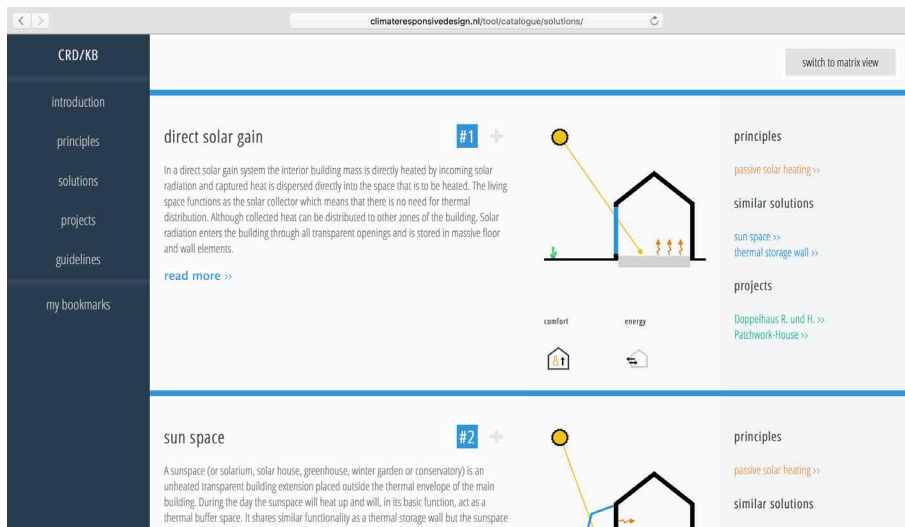 climateresponsivedesign.nl/tool/catalogue/solutions/
CRD/KB
introduction
principles
solutions
projects
guidelines
my bookmarks
switch to matrix view
direct solar gain
#1
In a direct solar gain system the interior building mass is directly heated by incoming solar
radiation and captured heat is dispersed directly into the space that is to be heated. The living
space functions as the solar collector which means that there is no need for thermal
distribution. Although collected heat can be distributed to other zones of the building. Solar
radiation enters the building through all transparent openings and is stored in massive floor
and wall elements.
read more >>
comfort
energy
principles
passive solar heating >>
similar solutions
sun space >>
thermal storage wall >>
projects
Doppelhaus R. und H. >>
Patchwork-House >>
sun space
#2
A sunspace (or solarium, solar house, greenhouse, winter garden or conservatory) is an
unheated transparent building extension placed outside the thermal envelope of the main
building. During the day the sunspace will heat up and will, in its basic function, act as a
thermal buffer space. It shares similar functionality as a thermal storage wall but the sunspace
principles
passive solar heating >>
similar solutions